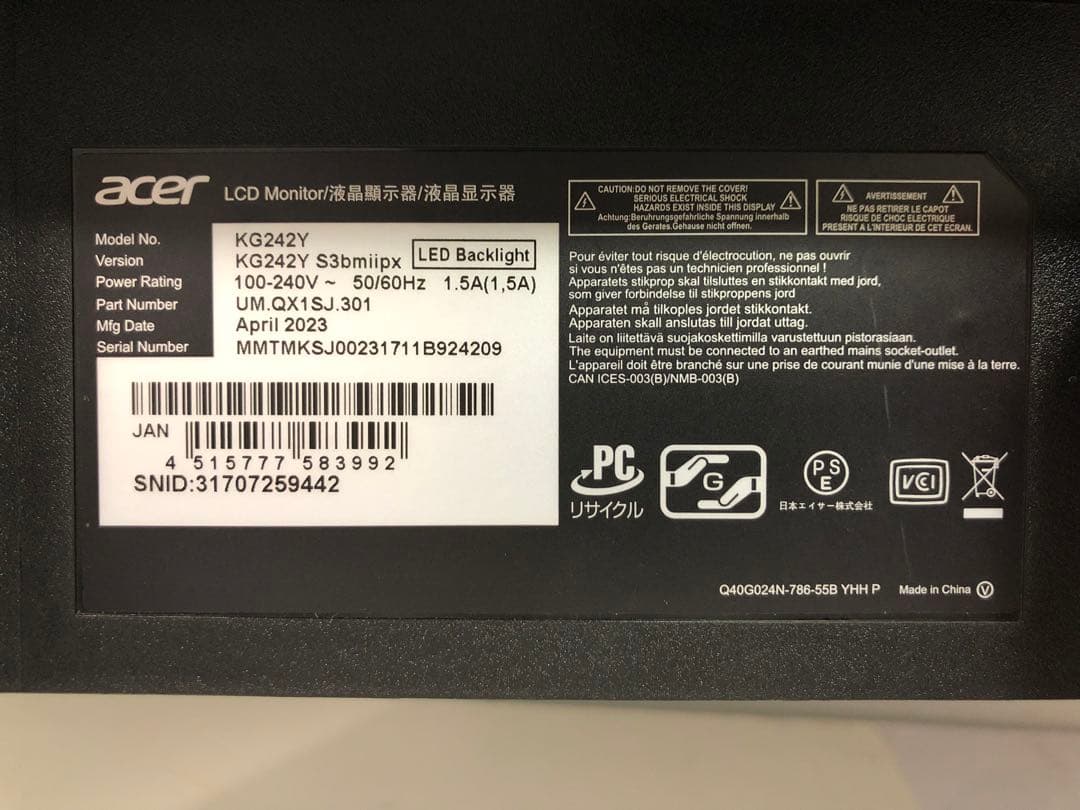 acer LCD Monitor/液晶顯示器/液晶显示器
Model No. KG242Y
Version KG242Y S3bmiipx
LED Backlight
Power Rating 100-240V ~ 50/60Hz 1.5A(1,5A)
Part Number UM.QX1SJ.301
Mfg Date April 2023
Serial Number MMTMKSJ00231711B924209
JAN
4 515777 583992
SNID:31707259442
CAUTION:DO NOT REMOVE THE COVER!
SERIOUS ELECTRICAL SHOCK
HAZARDS EXIST INSIDE THIS DISPLAY
Achtung:Beruhrungsgefahrliche Spannung innerhalb
des Gerates.Gehause nicht offnen.
AVERTISSEMENT
NE PAS RETIRER LE CAPOT
RISQUE DE CHOC ELECTRIQUE
PRESENT A L'INTERIEUR DE CET ECRAN.
Pour éviter tout risque d'électrocution, ne pas ouvrir
si vous n'êtes pas un technicien professionnel !
Apparatets stikprop skal tilsluttes en stikkontakt med jord,
som giver forbindelse til stikproppens jord
Apparatet må tilkoples jordet stikkontakt.
Apparaten skall anslutas till jordat uttag.
Laite on liitettävä suojakoskettimilla varustettuun pistorasiaan.
The equipment must be connected to an earthed mains socket-outlet.
L'appareil doit être branché sur une prise de courant munie d'une mise à la terre.
CAN ICES-003(B)/NMB-003(B)
PC
リサイクル
G
PS
E
日本エイサー株式会社
VCI
Q40G024N-786-55B YHH P Made in China V